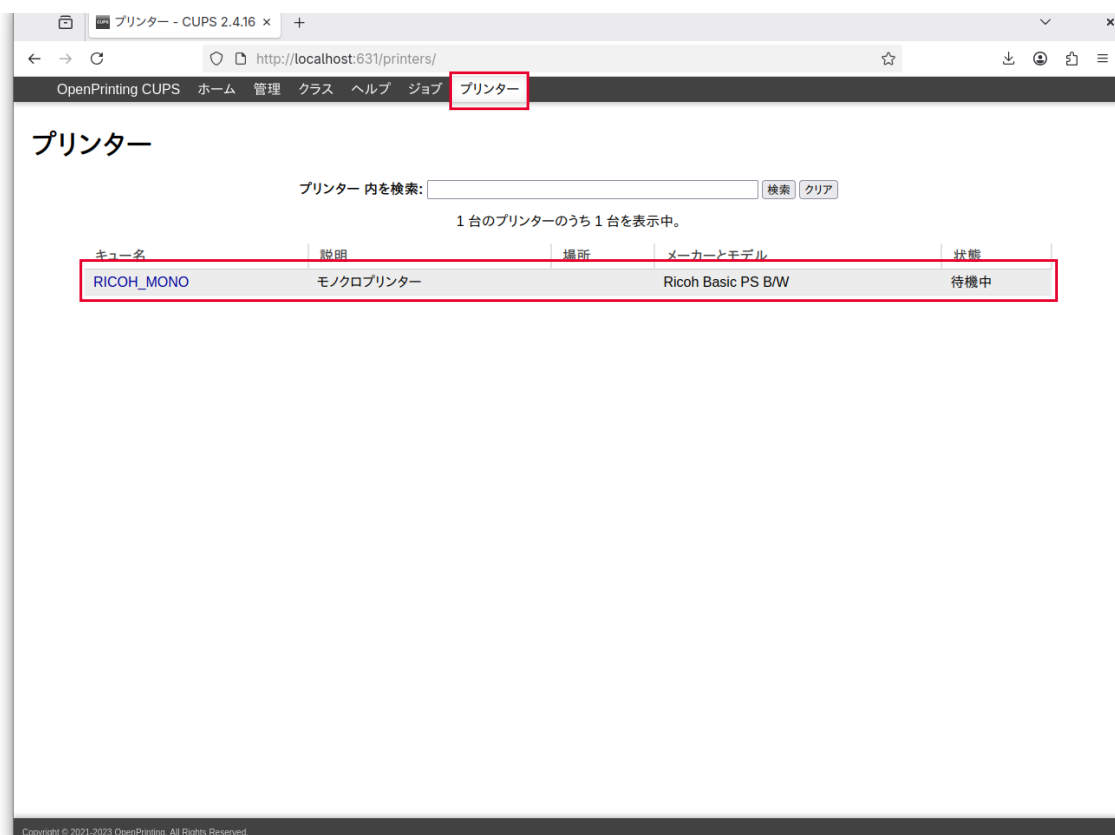 プリンター - CUPS 2.4.16 × +
http://localhost:631/printers/
OpenPrinting CUPS ホーム 管理 クラス ヘルプ ジョブ プリンター
プリンター
プリンター 内を検索: 検索 クリア
1 台のプリンターのうち 1 台を表示中。
キュー名 説明 場所 メーカーとモデル 状態
RICOH_MONO モノクロプリンター Ricoh Basic PS B/W 待機中
Copyright © 2021-2023 OpenPrinting. All Rights Reserved.